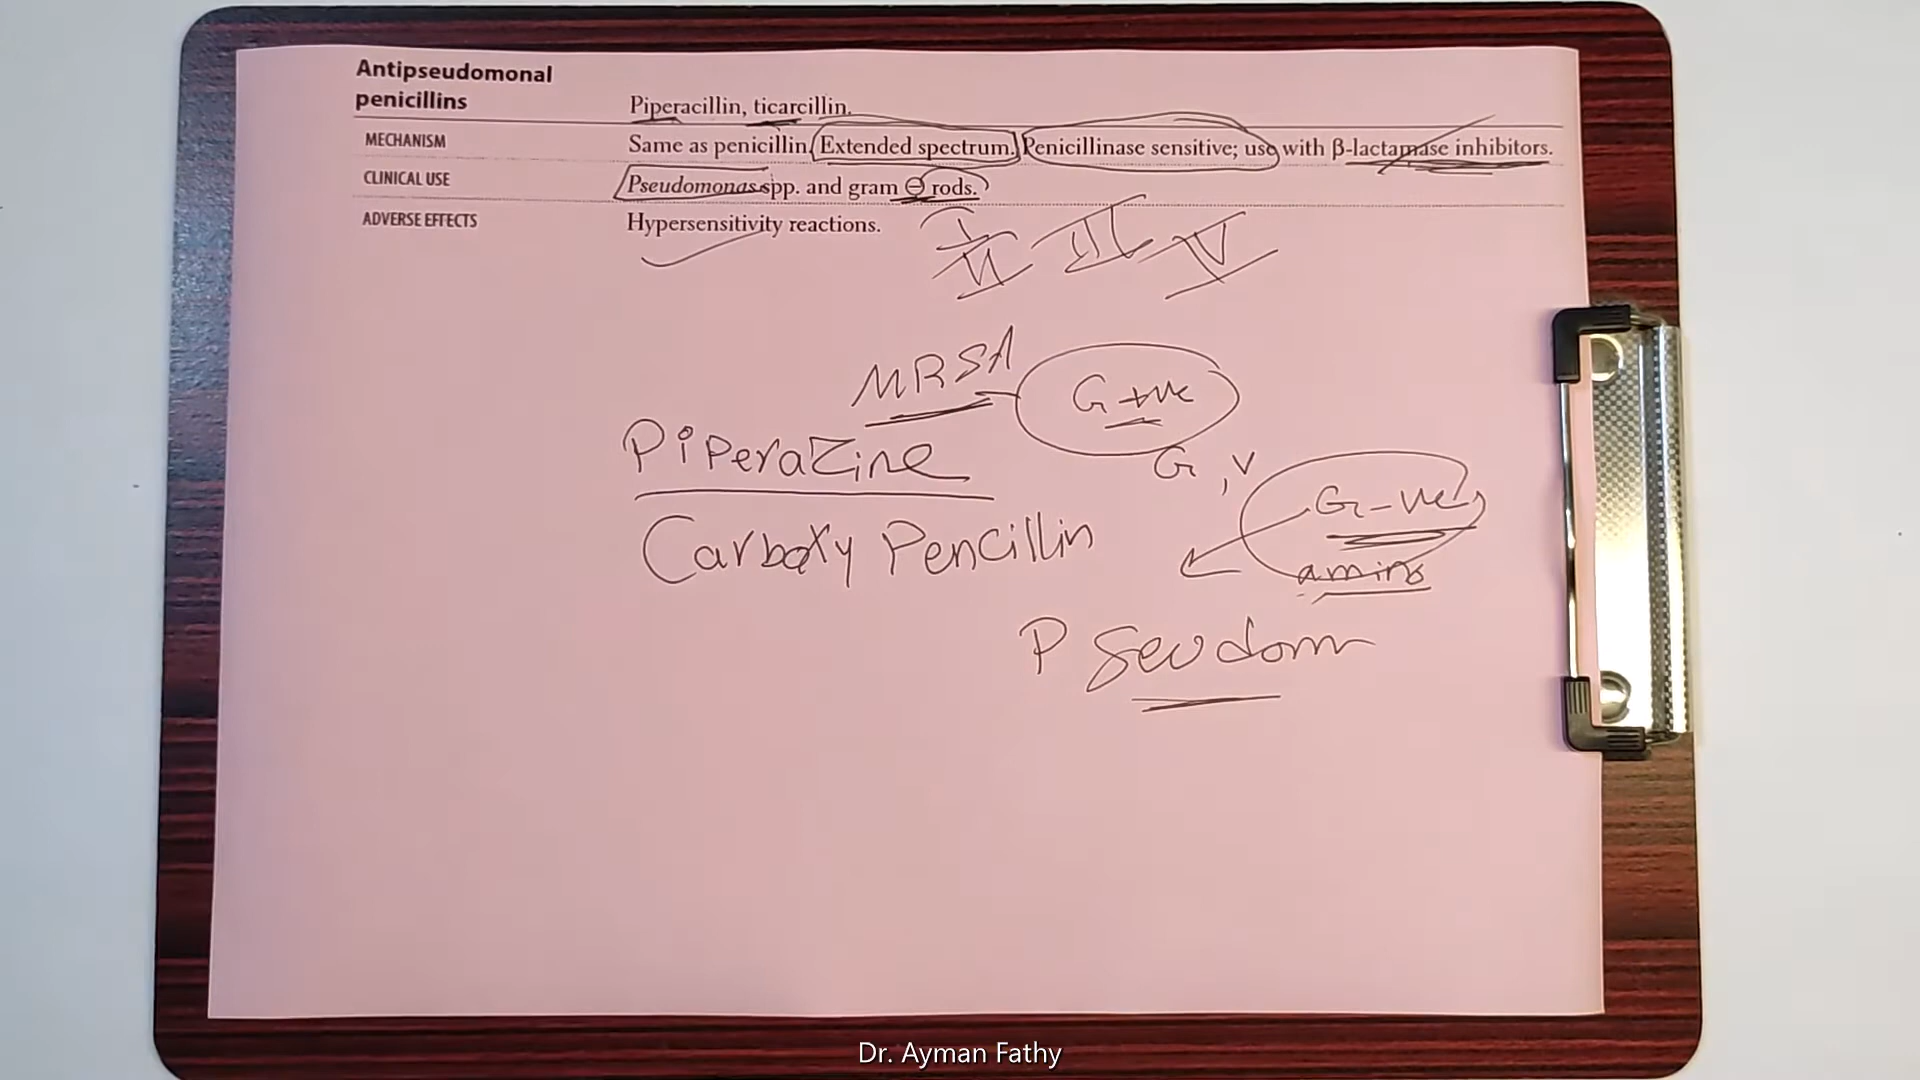 Antipseudomonal
penicillins
Piperacillin, ticarcillin.
MECHANISM
Same as penicillin. Extended spectrum. Penicillinase sensitive; use with β-lactamase inhibitors.
CLINICAL USE
Pseudomonas spp. and gram ⊖ rods.
ADVERSE EFFECTS
Hypersensitivity reactions.
MRSA
G +ve
Piperazine
G , V
G-ve
Carboxy Pencillin
amino
Pseudom
Dr. Ayman Fathy